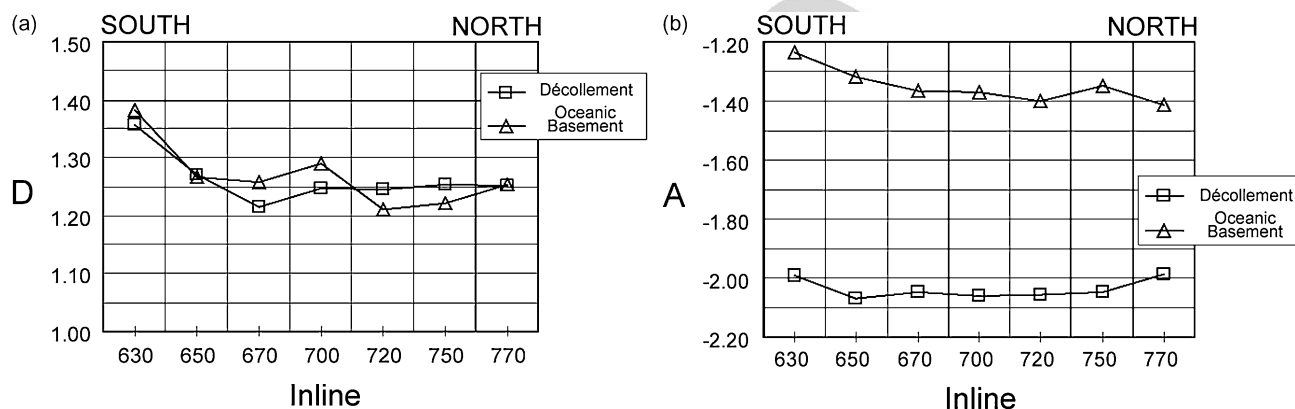 (a)
SOUTH NORTH
1.50
1.40
1.30
1.20
1.10
1.00
D
Décollement
Oceanic
Basement
630 650 670 700 720 750 770
Inline
(b)
SOUTH NORTH
-1.20
-1.40
-1.60
-1.80
-2.00
-2.20
A
Décollement
Oceanic
Basement
630 650 670 700 720 750 770
Inline